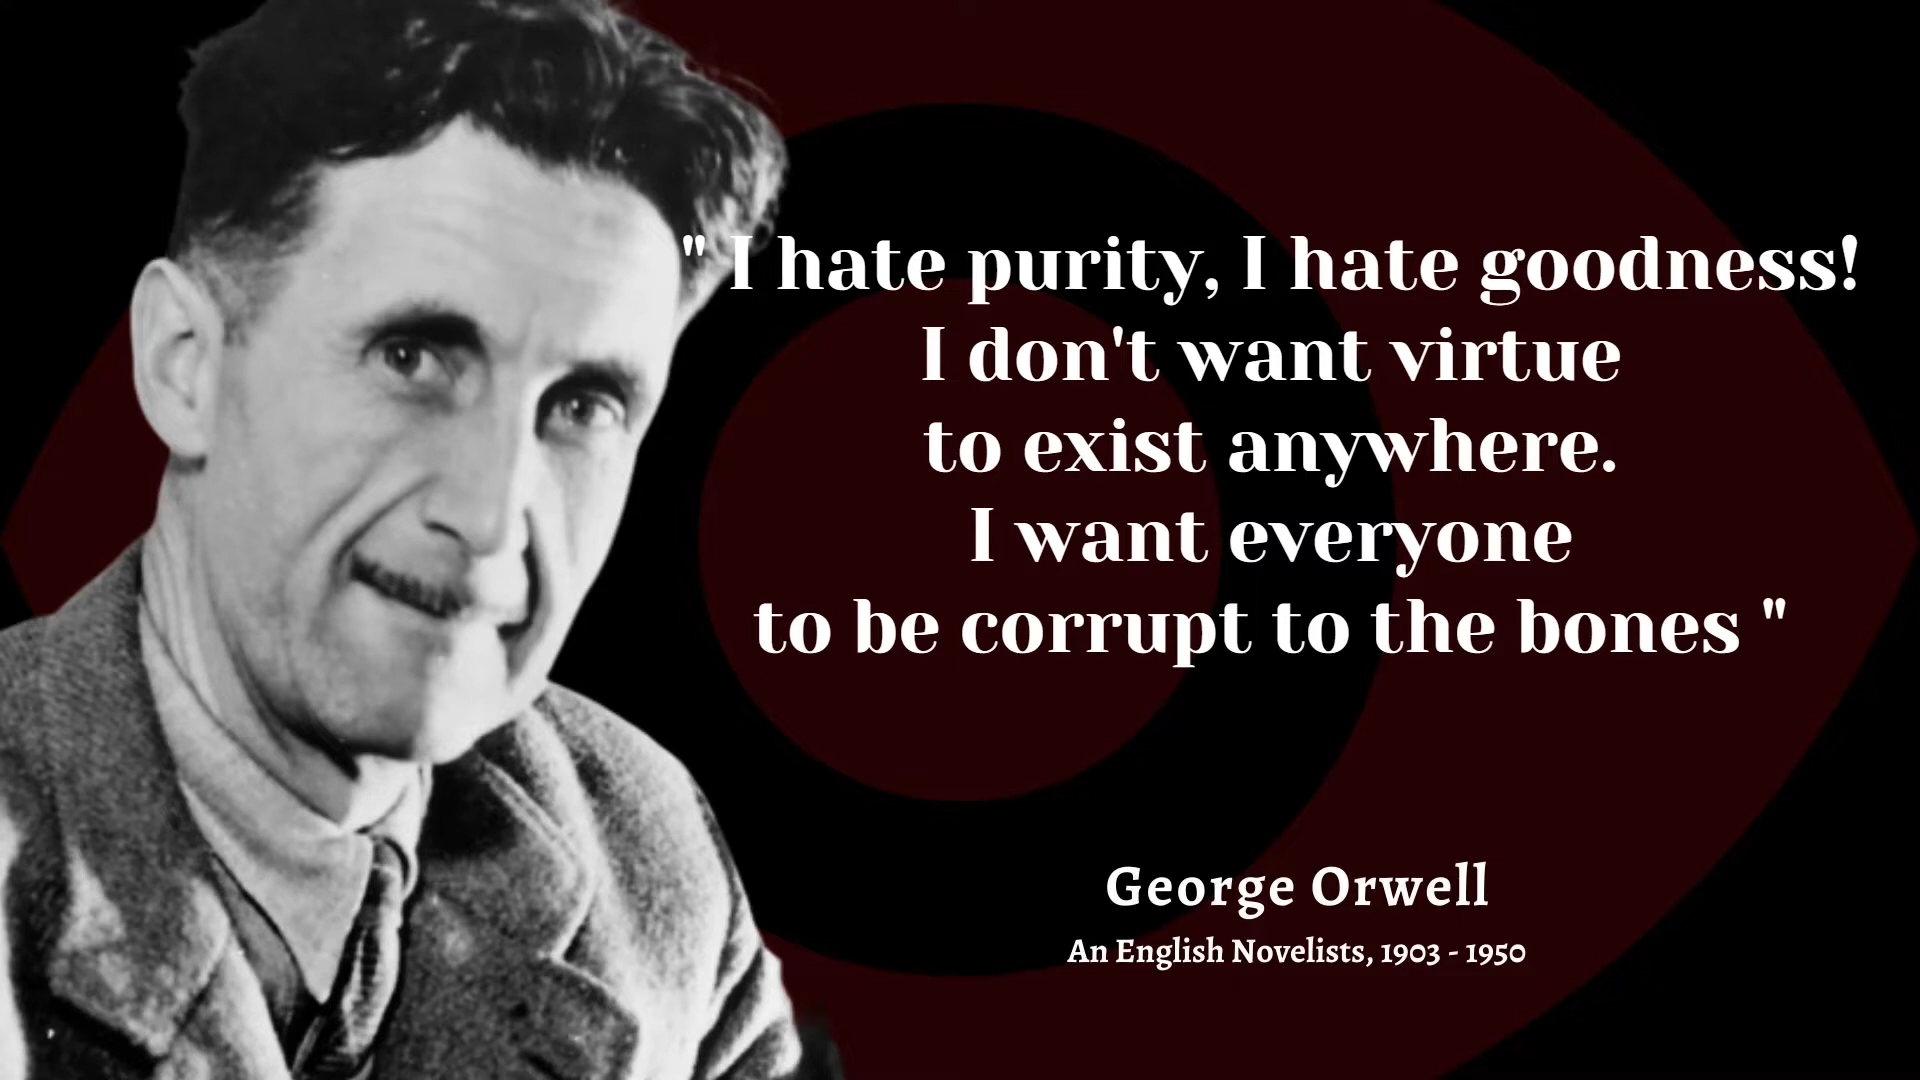 " I hate purity, I hate goodness!
I don't want virtue
to exist anywhere.
I want everyone
to be corrupt to the bones "
George Orwell
An English Novelists, 1903 - 1950